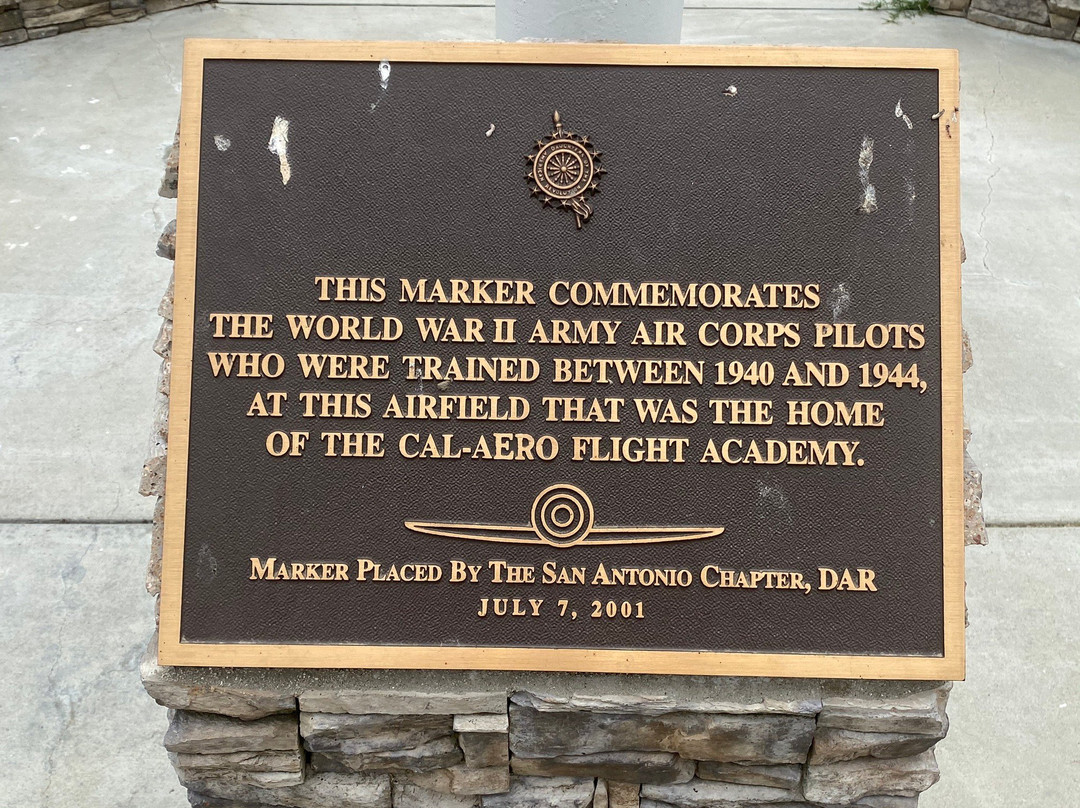 THIS MARKER COMMEMORATES
THE WORLD WAR II ARMY AIR CORPS PILOTS
WHO WERE TRAINED BETWEEN 1940 AND 1944,
AT THIS AIRFIELD THAT WAS THE HOME
OF THE CAL-AERO FLIGHT ACADEMY.
MARKER PLACED BY THE SAN ANTONIO CHAPTER, DAR
JULY 7, 2001